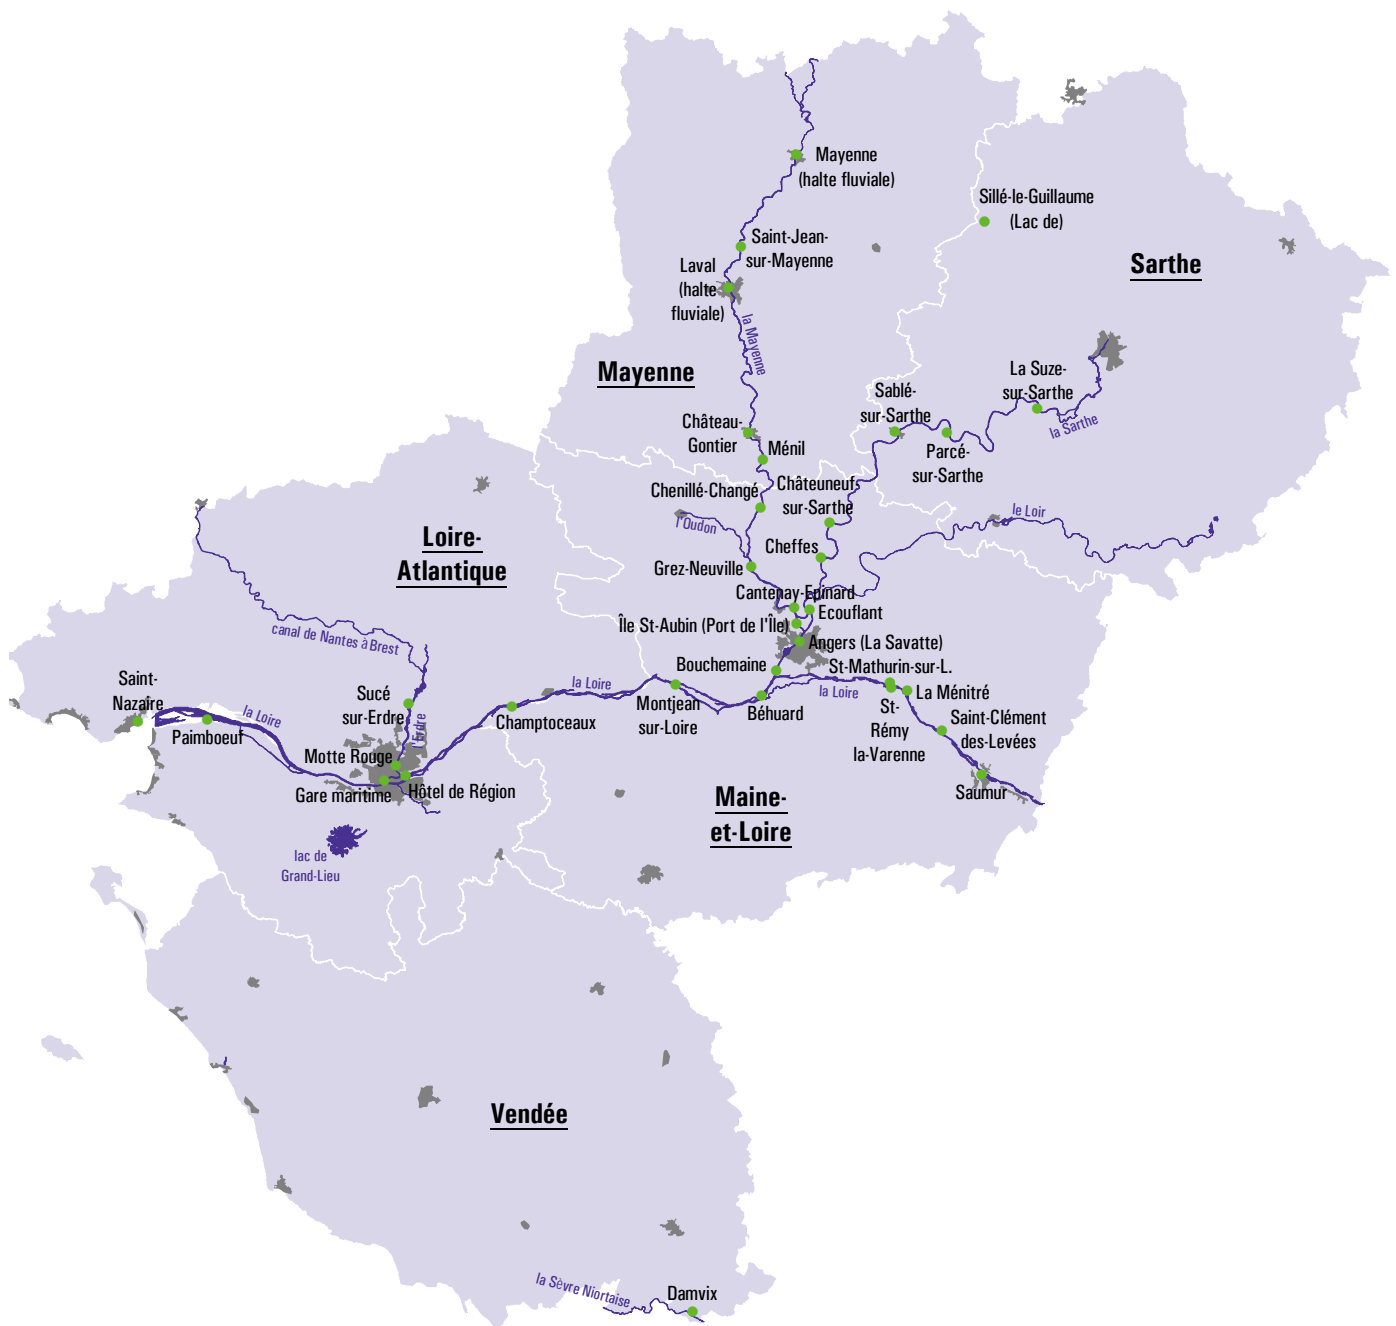 Mayenne
(halte fluviale)
Sillé-le-Guillaume
(Lac de)
Saint-Jean-
sur-Mayenne
Sarthe
Laval
(halte
fluviale)
la Mayenne
Mayenne
La Suze-
sur-Sarthe
Sablé-
sur-Sarthe
la Sarthe
Château-
Gontier
Ménil
Parcé-
sur-Sarthe
Chenillé-Changé
Châteuneuf
sur-Sarthe
l'Oudon
le Loir
Loire-
Atlantique
Cheffes
Grez-Neuville
Cantenay-Epinard
Ecouflant
Île St-Aubin (Port de l'Île)
Angers (La Savatte)
canal de Nantes à Brest
Bouchemaine
St-Mathurin-sur-L.
Saint-
Nazaire
la Loire
Paimboeuf
Sucé
sur-Erdre
l'Erdre
la Loire
Champtoceaux
Montjean
sur-Loire
Béhuard
la Loire
La Ménitré
St-
Rémy
la-Varenne
Saint-Clément
des-Levées
Motte Rouge
Gare maritime
Hôtel de Région
Saumur
Maine-
et-Loire
lac de
Grand-Lieu
Vendée
la Sèvre Niortaise
Damvix